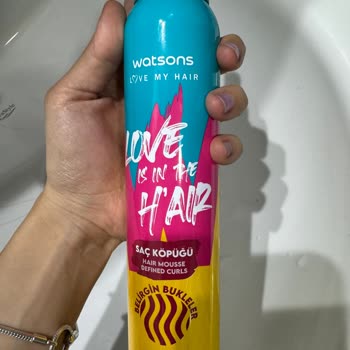 watsons
LOVE MY HAIR
LOVE
IS IN THE
H'AIR
SAÇ KÖPÜĞÜ
HAIR MOUSSE
DEFINED CURLS
BELİRGİN BUKLELER